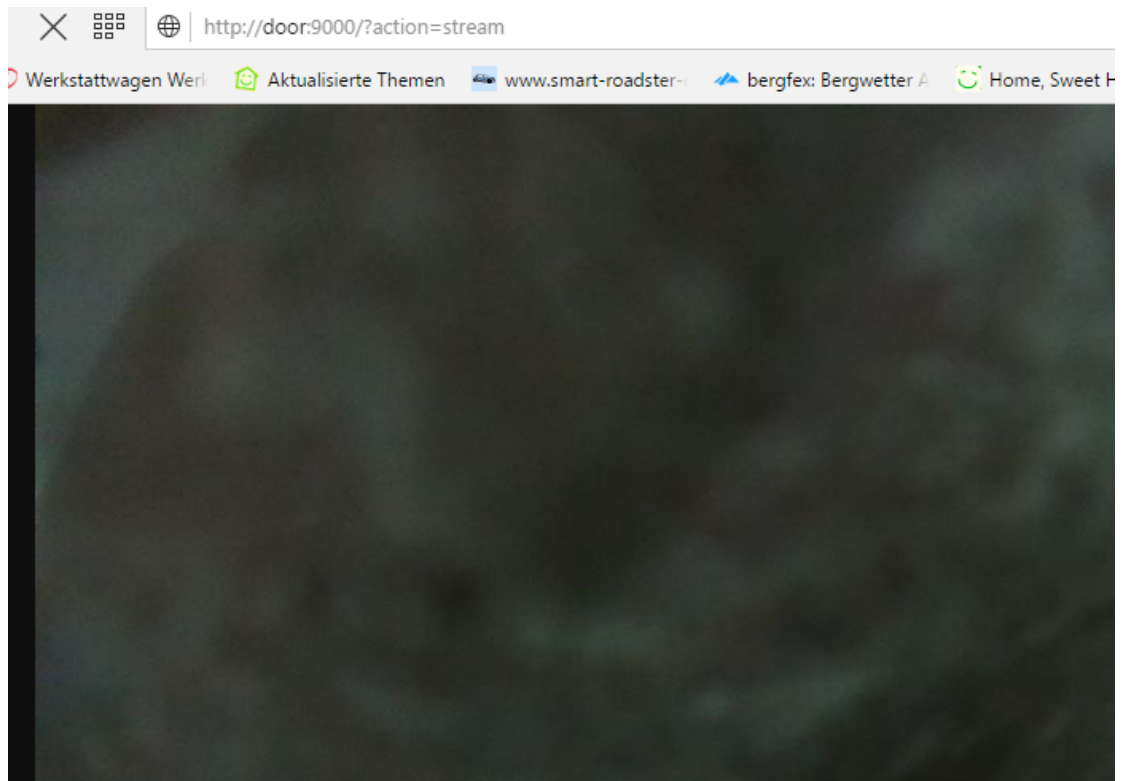 http://door:9000/?action=stream
Werkstattwagen Werk Aktualisierte Themen www.smart-roadster- bergfex: Bergwetter A Home, Sweet H